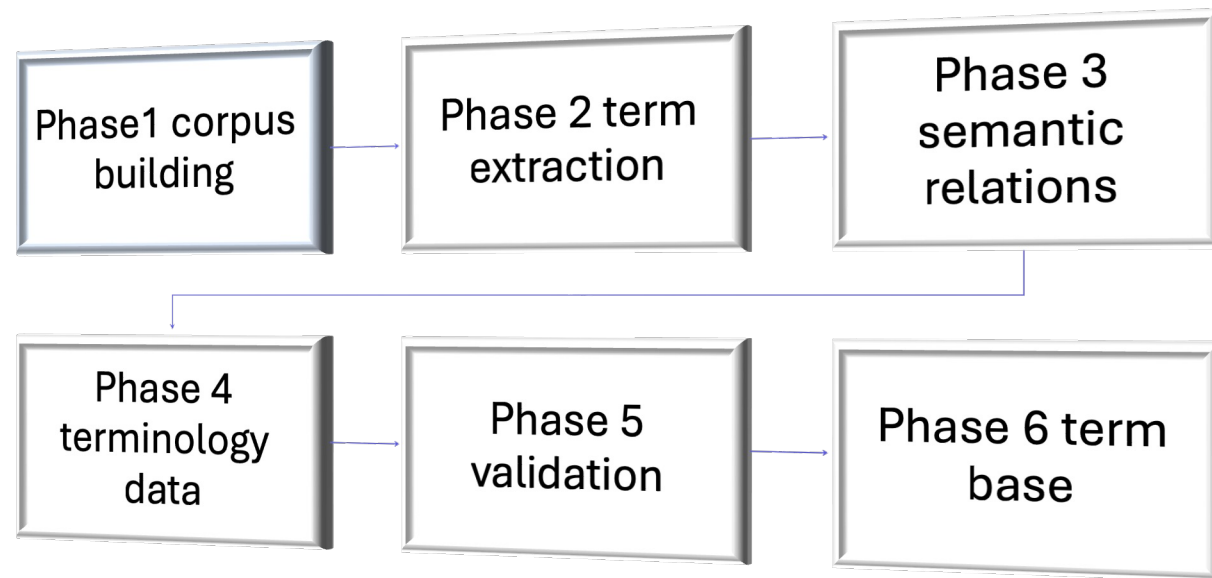 Phase1 corpus
building
Phase 2 term
extraction
Phase 3
semantic
relations
Phase 4
terminology
data
Phase 5
validation
Phase 6 term
base